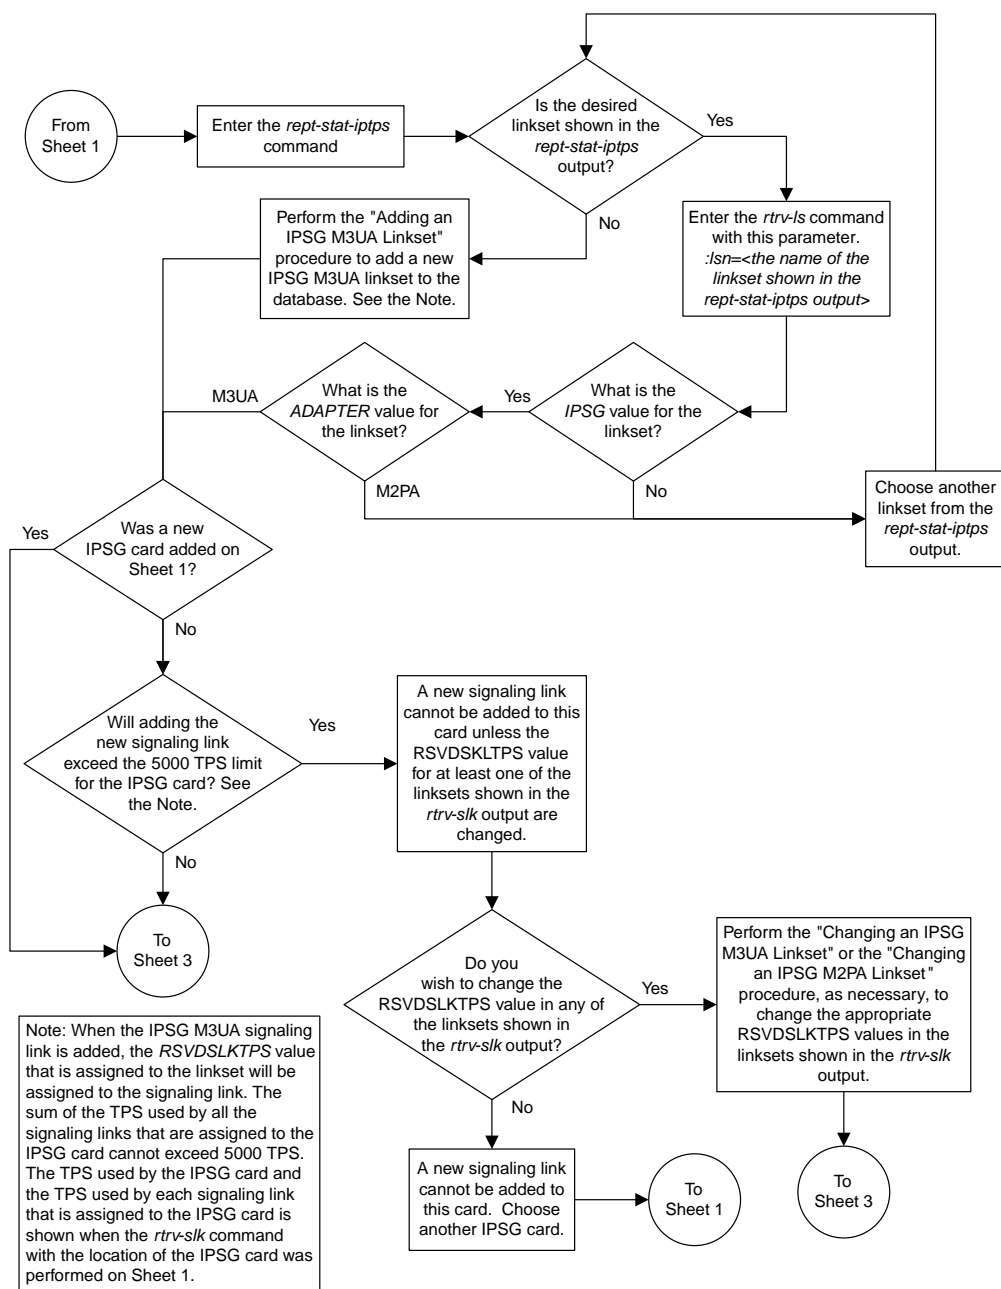 From
Sheet 1
Enter the rept-stat-iptps
command
Is the desired
linkset shown in the
rept-stat-iptps
output?
Yes
No
Perform the "Adding an
IPSG M3UA Linkset"
procedure to add a new
IPSG M3UA linkset to the
database. See the Note.
Enter the rtrv-ls command
with this parameter.
:lsn=<the name of the
linkset shown in the
rept-stat-iptps output>
M3UA
What is the
ADAPTER value for
the linkset?
Yes
What is the
IPSG value for the
linkset?
M2PA
No
Choose another
linkset from the
rept-stat-iptps
output.
Yes
Was a new
IPSG card added on
Sheet 1?
No
Will adding the
new signaling link
exceed the 5000 TPS limit
for the IPSG card? See
the Note.
Yes
No
A new signaling link
cannot be added to this
card unless the
RSVDSKLTPS value
for at least one of the
linksets shown in the
rtrv-slk output are
changed.
To
Sheet 3
Do you
wish to change the
RSVDSLKTPS value in any of
the linksets shown in
the rtrv-slk output?
Yes
No
Perform the "Changing an IPSG
M3UA Linkset" or the "Changing
an IPSG M2PA Linkset"
procedure, as necessary, to
change the appropriate
RSVDSLKTPS values in the
linksets shown in the rtrv-slk
output.
Note: When the IPSG M3UA signaling
link is added, the RSVDSLKTPS value
that is assigned to the linkset will be
assigned to the signaling link. The
sum of the TPS used by all the
signaling links that are assigned to the
IPSG card cannot exceed 5000 TPS.
The TPS used by the IPSG card and
the TPS used by each signaling link
that is assigned to the IPSG card is
shown when the rtrv-slk command
with the location of the IPSG card was
performed on Sheet 1.
A new signaling link
cannot be added to
this card.  Choose
another IPSG card.
To
Sheet 1
To
Sheet 3